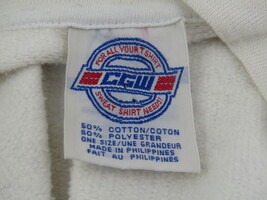 FOR ALL YOUR T-SHIRT
CGW
SWEAT SHIRT NEEDS
50% COTTON/COTON
50% POLYESTER
ONE SIZE/UNE GRANDEUR
MADE IN PHILIPPINES
FAIT AU PHILIPPINES